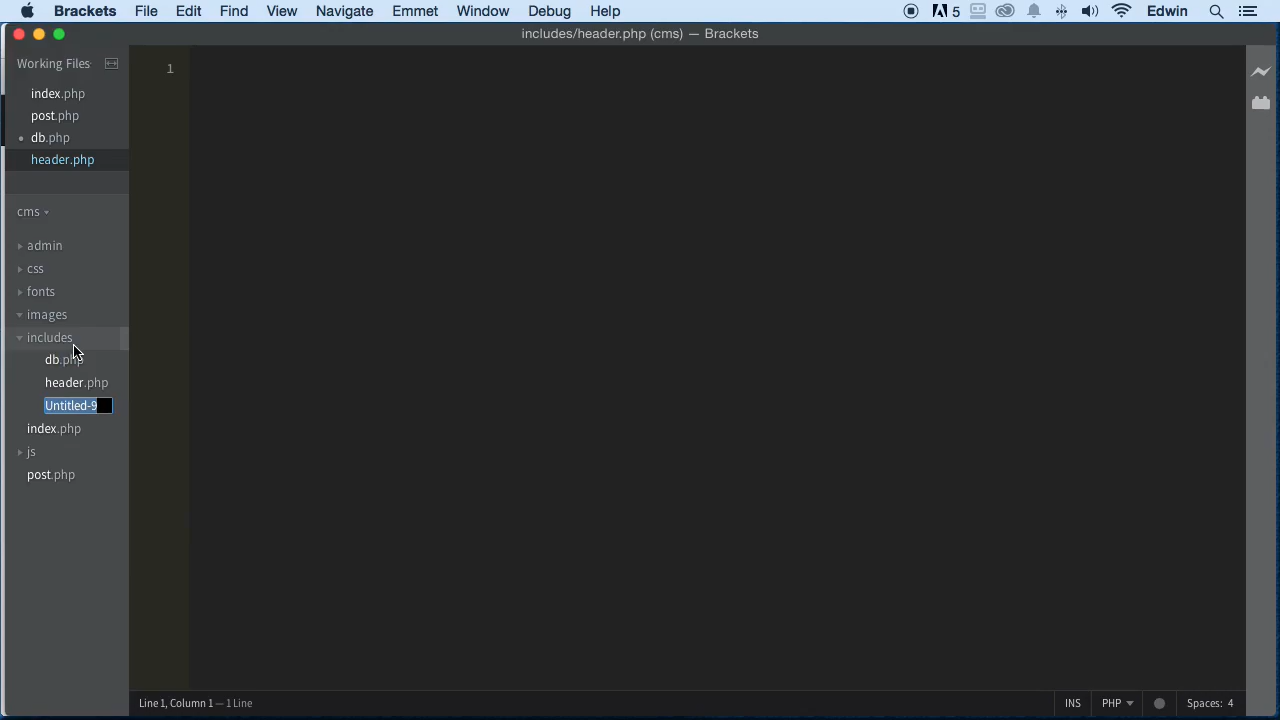 Brackets File Edit Find View Navigate Emmet Window Debug Help 5 Edwin
includes/header.php (cms) — Brackets
Working Files
index.php
post.php
db.php
header.php
cms
admin
css
fonts
images
includes
db.php
header.php
Untitled-9
index.php
js
post.php
1
Line 1, Column 1 — 1 Line
INS PHP Spaces: 4